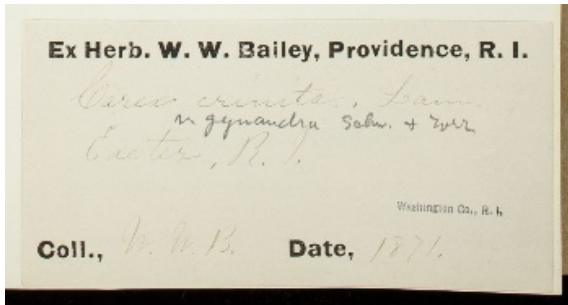 Ex Herb. W. W. Bailey, Providence, R. I.
Carex crinita. Lam.
v. gynandra Schw. + Torr
Exeter, R. I.
Washington Co., R. I.
Coll., W. W. B. Date, 1871.